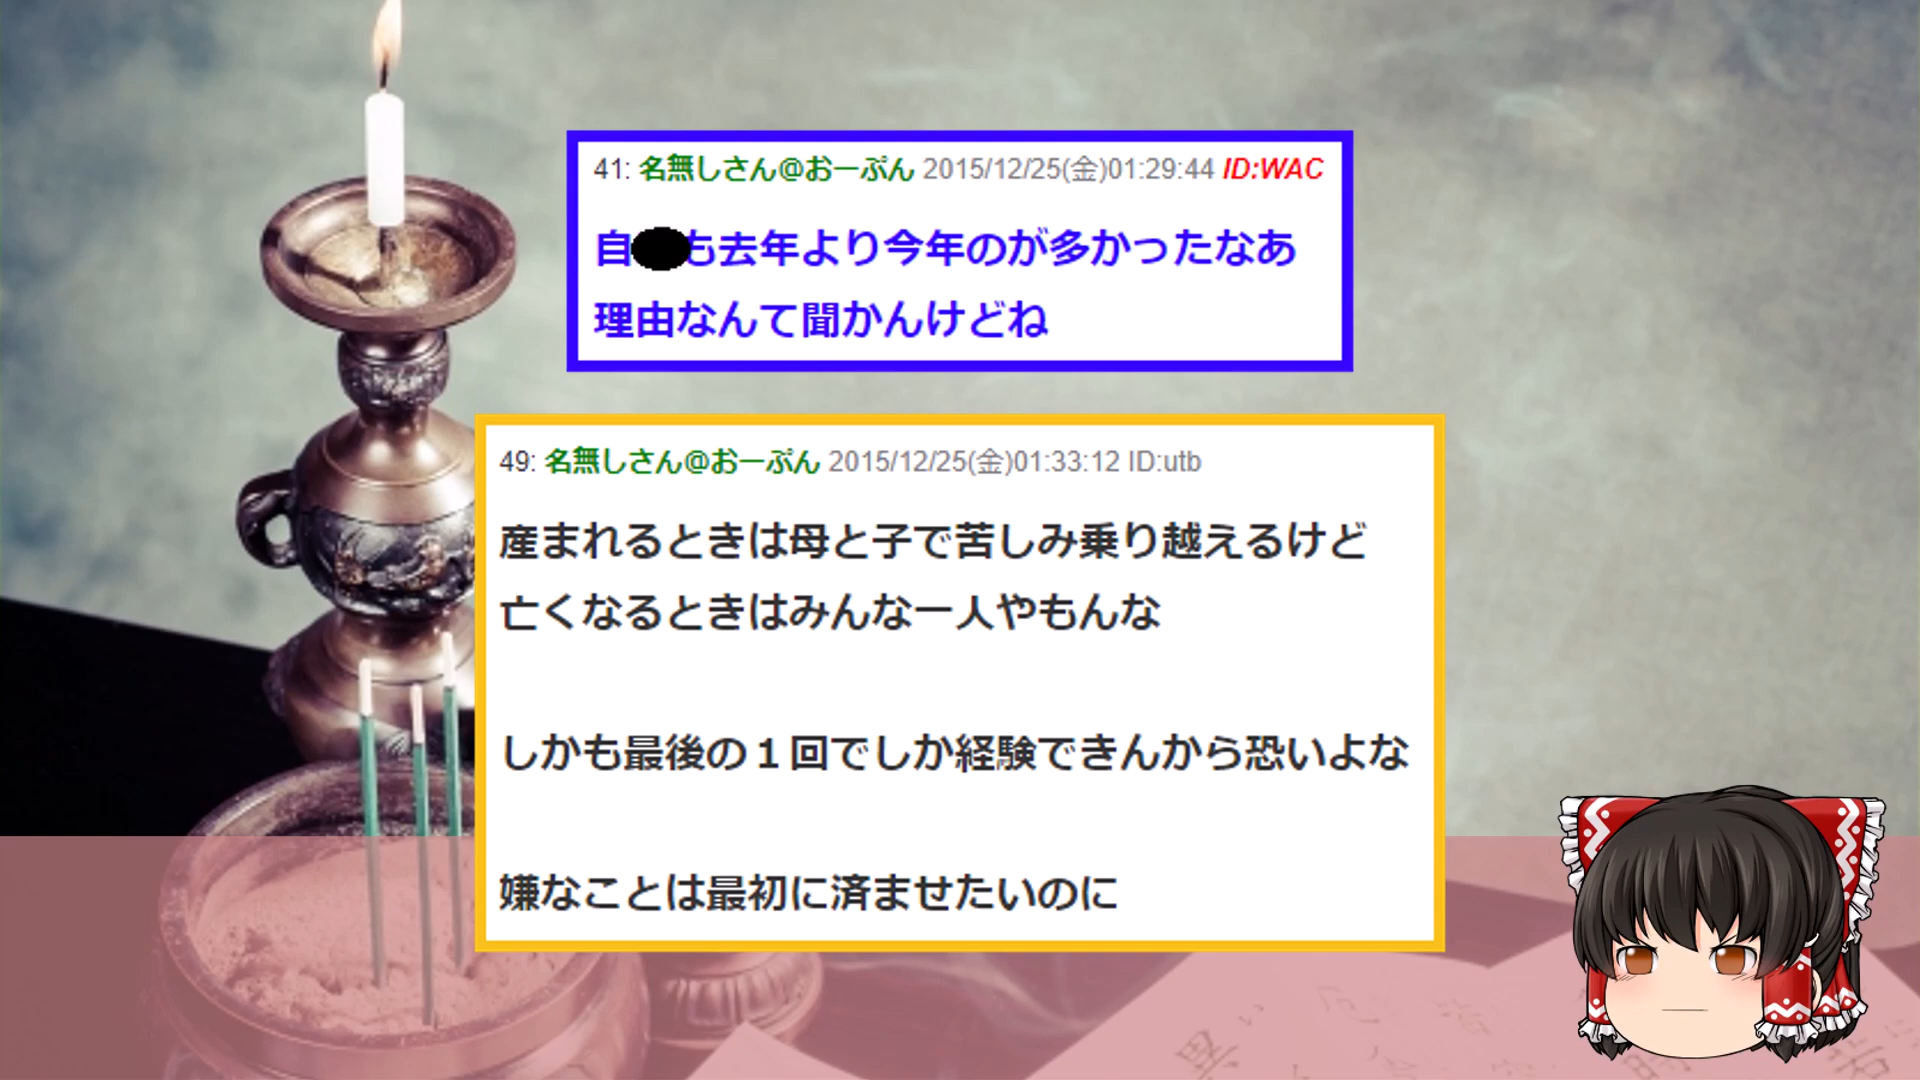 41: 名無しさん@おーぷん 2015/12/25(金)01:29:44 ID:WAC
自も去年より今年のが多かったなあ
理由なんて聞かんけどね
49: 名無しさん@おーぷん 2015/12/25(金)01:33:12 ID:utb
産まれるときは母と子で苦しみ乗り越えるけど
亡くなるときはみんな一人やもんな
しかも最後の１回でしか経験できんから恐いよな
嫌なことは最初に済ませたいのに